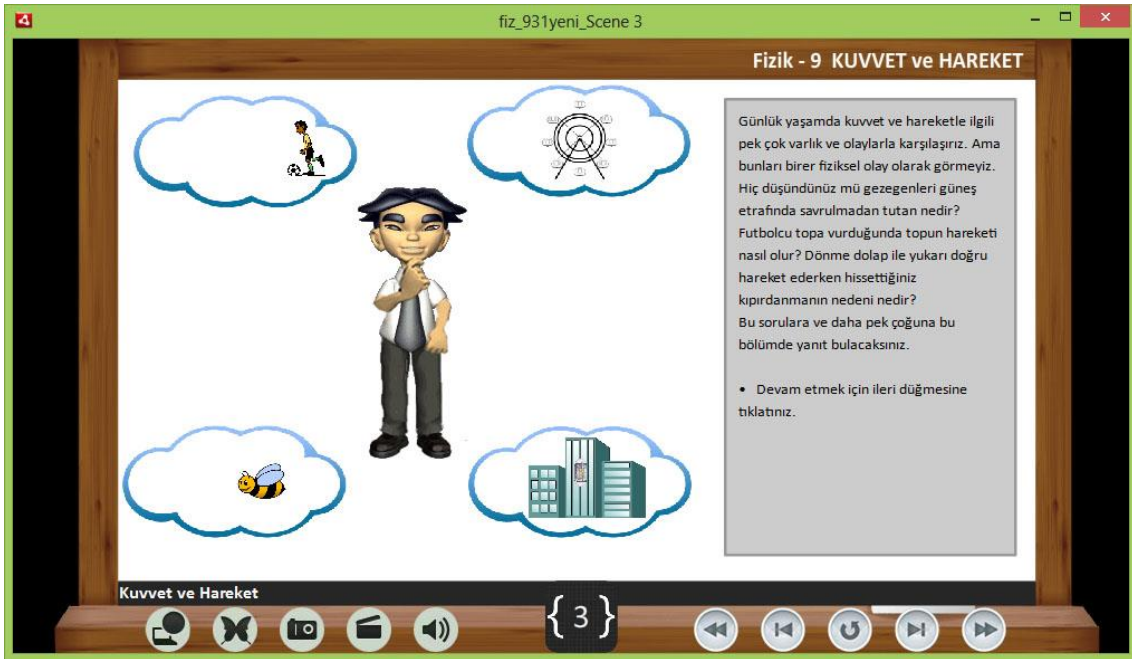 fiz_931yeni_Scene 3
Fizik - 9 KUVVET ve HAREKET
Günlük yaşamda kuvvet ve hareketle ilgili
pek çok varlık ve olaylarla karşılaşırız. Ama
bunları birer fiziksel olay olarak görmeyiz.
Hiç düşündünüz mü gezegenleri güneş
etrafında savrulmadan tutan nedir?
Futbolcu topa vurduğunda topun hareketi
nasıl olur? Dönme dolap ile yukarı doğru
hareket ederken hissettiğiniz
kıpırdanmanın nedeni nedir?
Bu sorulara ve daha pek çoğuna bu
bölümde yanıt bulacaksınız.
• Devam etmek için ileri düğmesine
tıklatınız.
Kuvvet ve Hareket
{ 3 }